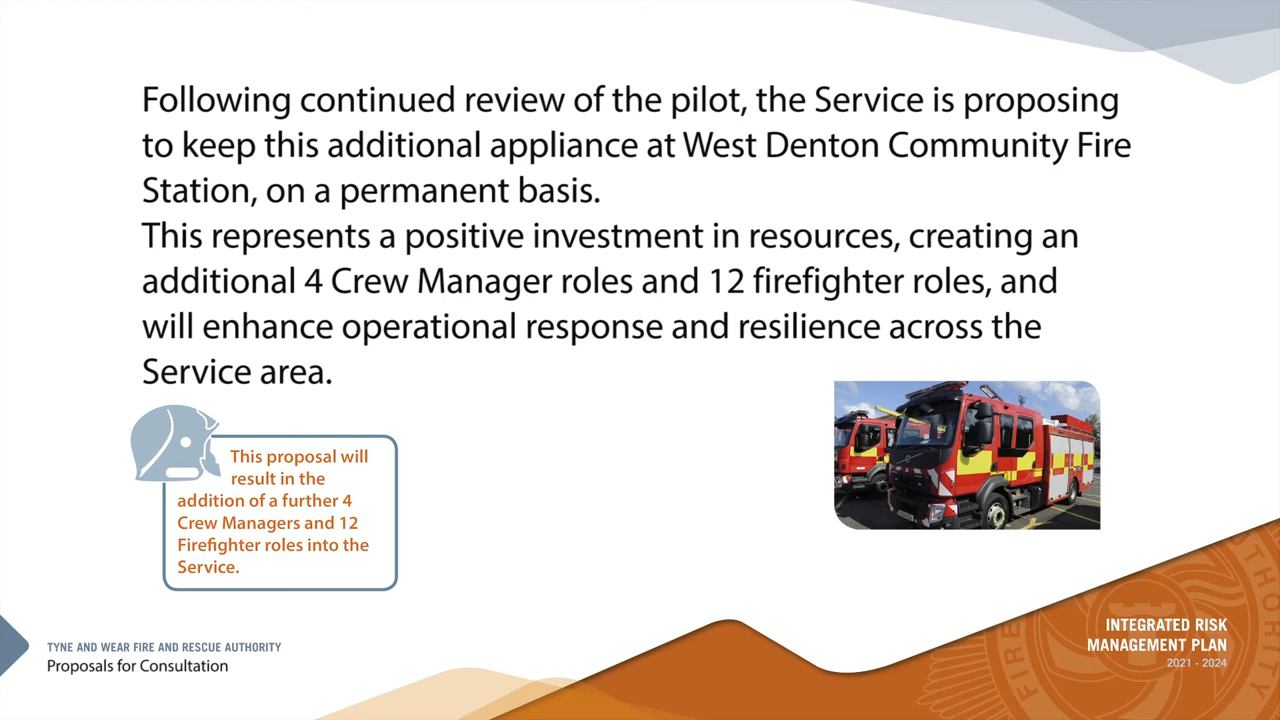 Following continued review of the pilot, the Service is proposing
to keep this additional appliance at West Denton Community Fire
Station, on a permanent basis.
This represents a positive investment in resources, creating an
additional 4 Crew Manager roles and 12 firefighter roles, and
will enhance operational response and resilience across the
Service area.
This proposal will
result in the
addition of a further 4
Crew Managers and 12
Firefighter roles into the
Service.
TYNE AND WEAR FIRE AND RESCUE AUTHORITY
Proposals for Consultation
INTEGRATED RISK
MANAGEMENT PLAN
2021 - 2024